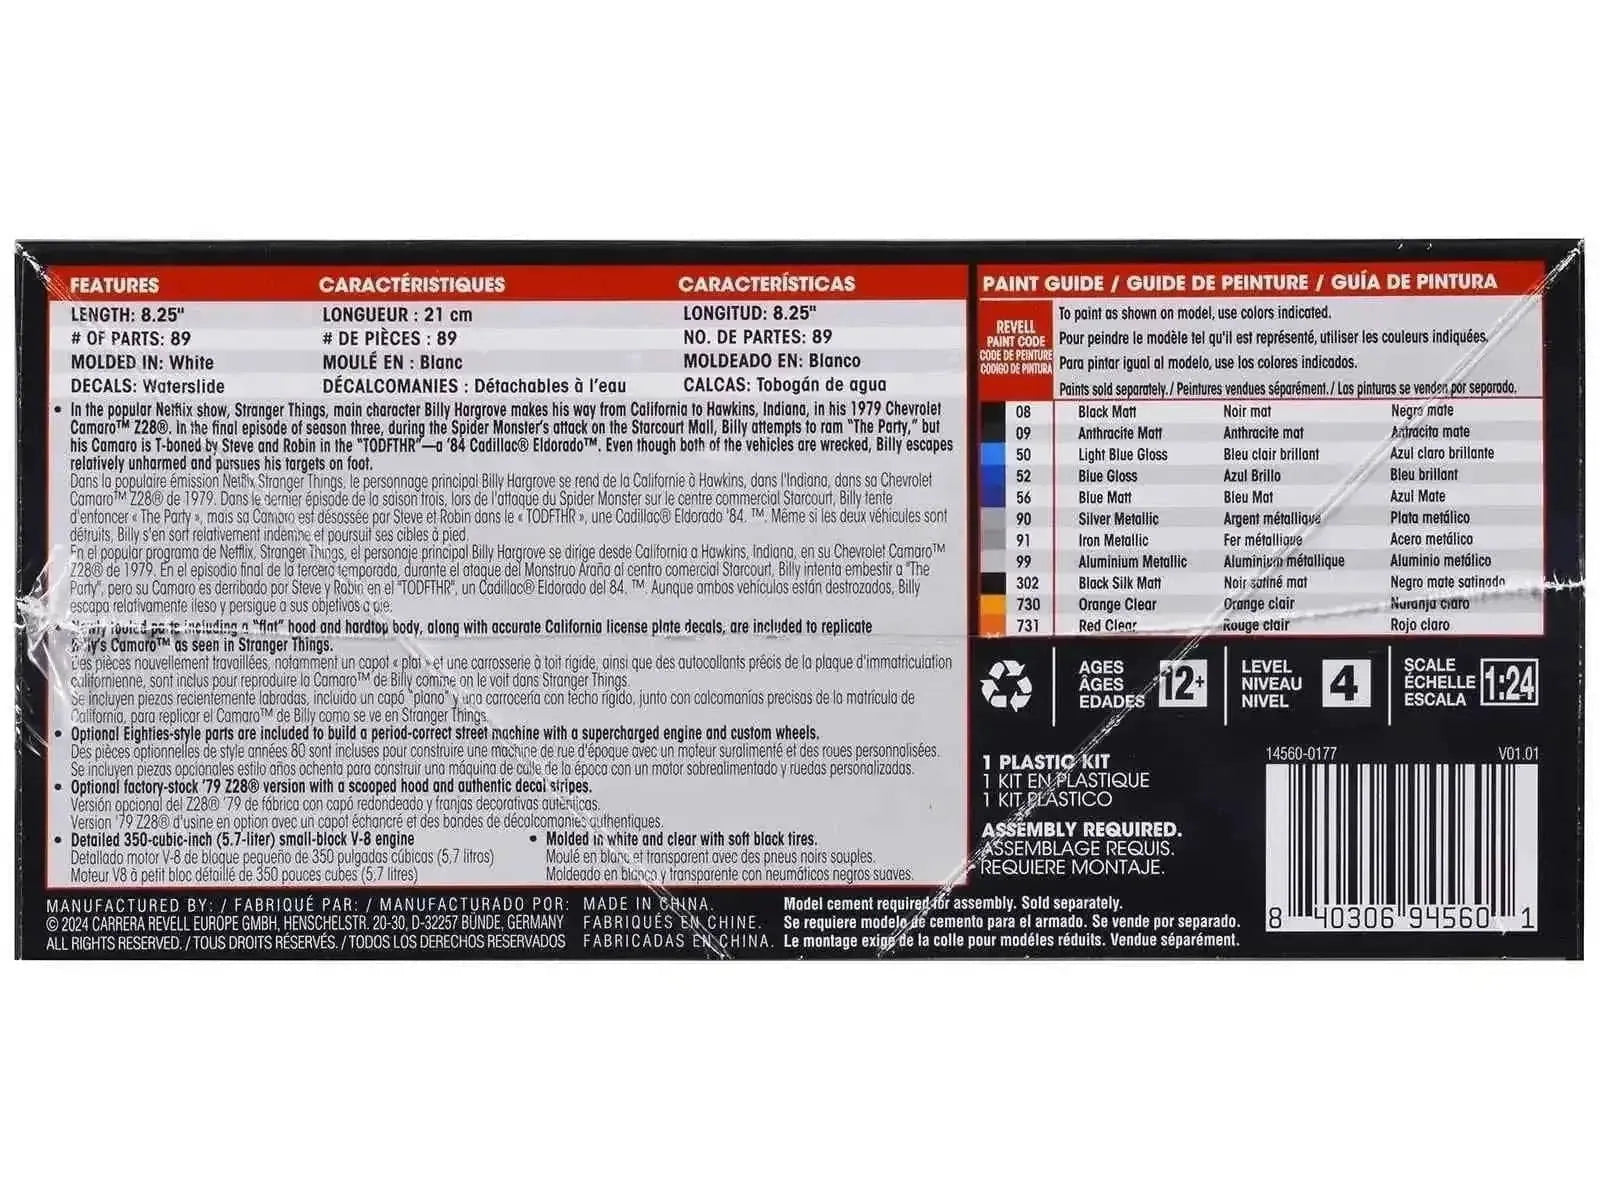 FEATURES
LENGTH: 8.25"
# OF PARTS: 89
MOLDED IN: White
DECALS: Waterslide
CARACTÉRISTIQUES
LONGUEUR : 21 cm
# DE PIÈCES : 89
MOULÉ EN : Blanc
DÉCALCOMANIES : Détachables à l'eau
CARACTERÍSTICAS
LONGITUD: 8.25"
NO. DE PARTES: 89
MOLDEADO EN: Blanco
CALCAS: Tobogán de agua
• In the popular Netflix show, Stranger Things, main character Billy Hargrove makes his way from California to Hawkins, Indiana, in his 1979 Chevrolet
Camaro™ Z28®. In the final episode of season three, during the Spider Monster's attack on the Starcourt Mall, Billy attempts to ram "The Party," but
his Camaro is T-boned by Steve and Robin in the "TODFTHR"—a '84 Cadillac® Eldorado™. Even though both of the vehicles are wrecked, Billy escapes
relatively unharmed and pursues his targets on foot.
Dans la populaire émission Netflix Stranger Things, le personnage principal Billy Hargrove se rend de la Californie à Hawkins, dans l'Indiana, dans sa Chevrolet
Camaro™ Z28® de 1979. Dans le dernier épisode de la saison trois, lors de l'attaque du Spider Monster sur le centre commercial Starcourt, Billy tente
d'enfoncer « The Party », mais sa Camaro est désossée par Steve et Robin dans le « TODFTHR », une Cadillac® Eldorado '84. ™. Même si les deux véhicules sont
détruits, Billy s'en sort relativement indemne et poursuit ses cibles à pied.
En el popular programa de Netflix, Stranger Things, el personaje principal Billy Hargrove se dirige desde California a Hawkins, Indiana, en su Chevrolet Camaro™
Z28® de 1979. En el episodio final de la tercera temporada, durante el ataque del Monstruo Araña al centro comercial Starcourt, Billy intenta embestir a "The
Party", pero su Camaro es derribado por Steve y Robin en el "TODFTHR", un Cadillac® Eldorado del 84. ™. Aunque ambos vehículos están destrozados, Billy
escapa relativamente ileso y persigue a sus objetivos a pie.
Newly tooled parts including a "flat" hood and hardtop body, along with accurate California license plate decals, are included to replicate
Billy's Camaro™ as seen in Stranger Things.
Des pièces nouvellement travaillées, notamment un capot « plat » et une carrosserie à toit rigide, ainsi que des autocollants précis de la plaque d'immatriculation
californienne, sont inclus pour reproduire la Camaro™ de Billy comme on le voit dans Stranger Things.
Se incluyen piezas recientemente labradas, incluido un capó "plano" y una carrocería con techo rígido, junto con calcomanías precisas de la matrícula de
California, para replicar el Camaro™ de Billy como se ve en Stranger Things.
• Optional Eighties-style parts are included to build a period-correct street machine with a supercharged engine and custom wheels.
Des pièces optionnelles de style années 80 sont incluses pour construire une machine de rue d'époque avec un moteur suralimenté et des roues personnalisées.
Se incluyen piezas opcionales estilo años ochenta para construir una máquina de calle de la época con un motor sobrealimentado y ruedas personalizadas.
• Optional factory-stock '79 Z28® version with a scooped hood and authentic decal stripes.
Versión opcional del Z28® '79 de fábrica con capó redondeado y franjas decorativas auténticas.
Version '79 Z28® d'usine en option avec un capot échancré et des bandes de décalcomanies authentiques.
• Detailed 350-cubic-inch (5.7-liter) small-block V-8 engine
Detallado motor V-8 de bloque pequeño de 350 pulgadas cúbicas (5,7 litros)
Moteur V8 à petit bloc détaillé de 350 pouces cubes (5.7 litres)
• Molded in white and clear with soft black tires.
Moulé en blanc et transparent avec des pneus noirs souples.
Moldeado en blanco y transparente con neumáticos negros suaves.
PAINT GUIDE / GUIDE DE PEINTURE / GUÍA DE PINTURA
REVELL
PAINT CODE
CODE DE PEINTURE
CÓDIGO DE PINTURA
To paint as shown on model, use colors indicated.
Pour peindre le modèle tel qu'il est représenté, utiliser les couleurs indiquées.
Para pintar igual al modelo, use los colores indicados.
Paints sold separately. / Peintures vendues séparément. / Las pinturas se venden por separado.
08 Black Matt Noir mat Negro mate
09 Anthracite Matt Anthracite mat Antracita mate
50 Light Blue Gloss Bleu clair brillant Azul claro brillante
52 Blue Gloss Azul Brillo Bleu brillant
56 Blue Matt Bleu Mat Azul Mate
90 Silver Metallic Argent métallique Plata metálico
91 Iron Metallic Fer métallique Acero metálico
99 Aluminium Metallic Aluminium métallique Aluminio metálico
302 Black Silk Matt Noir satiné mat Negro mate satinado
730 Orange Clear Orange clair Naranja claro
731 Red Clear Rouge clair Rojo claro
AGES
ÂGES
EDADES
12+
LEVEL
NIVEAU
NIVEL
4
SCALE
ÉCHELLE
ESCALA
1:24
1 PLASTIC KIT
1 KIT EN PLASTIQUE
1 KIT PLÁSTICO
ASSEMBLY REQUIRED.
ASSEMBLAGE REQUIS.
REQUIERE MONTAJE.
14560-0177 V01.01
8 40306 94560 1
MANUFACTURED BY: / FABRIQUÉ PAR: / MANUFACTURADO POR:
© 2024 CARRERA REVELL EUROPE GMBH, HENSCHELSTR. 20-30, D-32257 BÜNDE, GERMANY
ALL RIGHTS RESERVED. / TOUS DROITS RÉSERVÉS. / TODOS LOS DERECHOS RESERVADOS
MADE IN CHINA.
FABRIQUÉS EN CHINE.
FABRICADAS EN CHINA.
Model cement required for assembly. Sold separately.
Se requiere modelo de cemento para el armado. Se vende por separado.
Le montage exige de la colle pour modéles réduits. Vendue séparément.